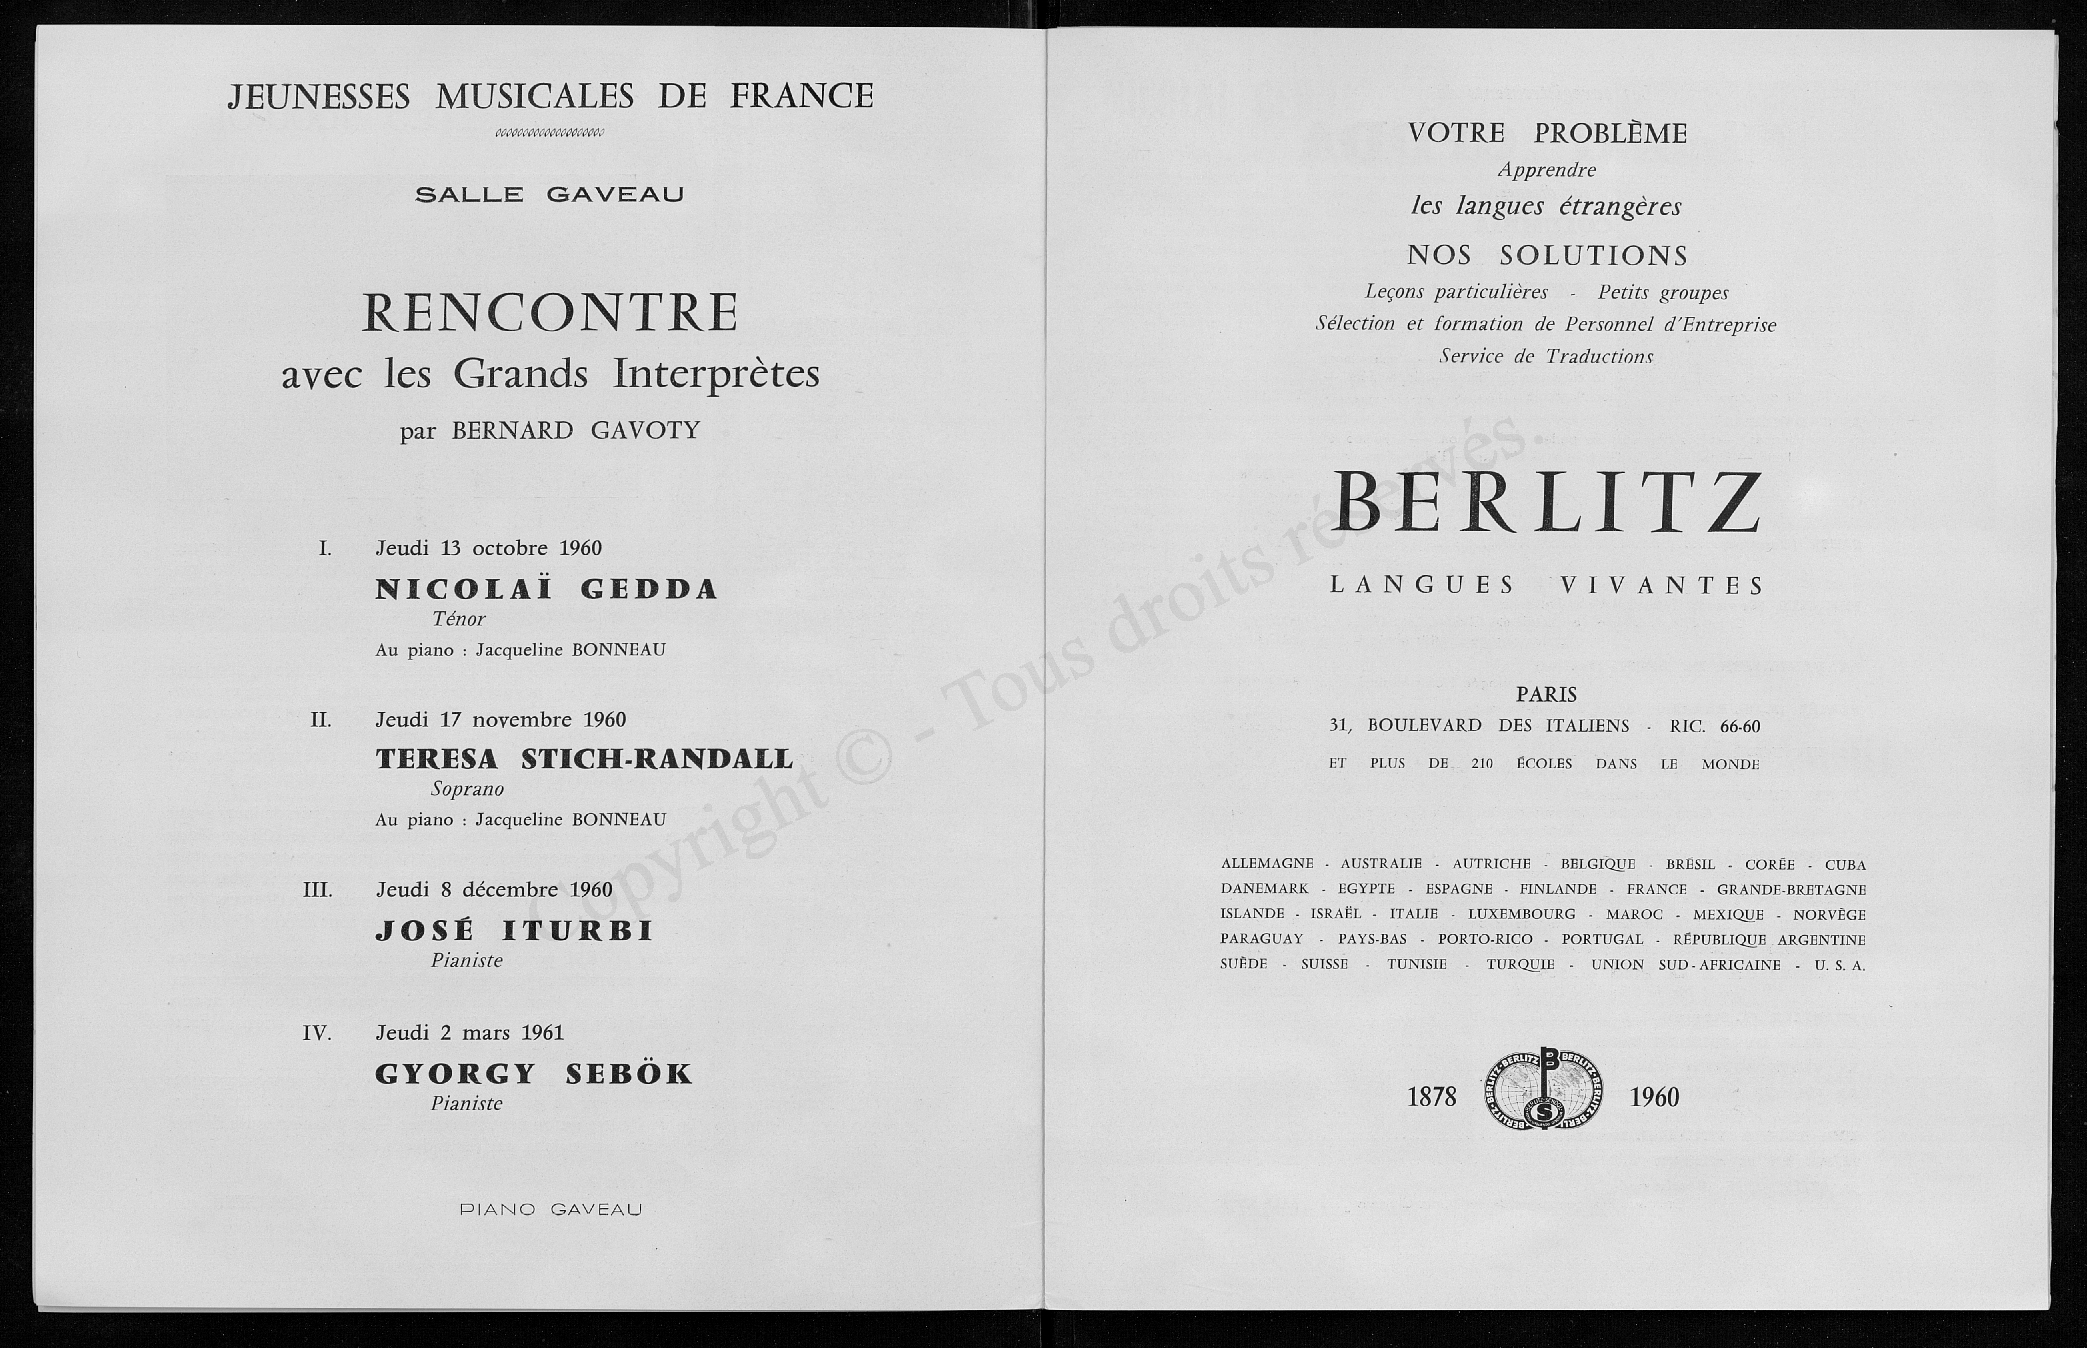 JEUNESSES MUSICALES DE FRANCE
SALLE GAVEAU
RENCONTRE
avec les Grands Interprètes
par BERNARD GAVOTY
I. Jeudi 13 octobre 1960
NICOLAÏ GEDDA
Ténor
Au piano : Jacqueline BONNEAU
II. Jeudi 17 novembre 1960
TERESA STICH-RANDALL
Soprano
Au piano : Jacqueline BONNEAU
III. Jeudi 8 décembre 1960
JOSÉ ITURBI
Pianiste
IV. Jeudi 2 mars 1961
GYORGY SEBÖK
Pianiste
PIANO GAVEAU
VOTRE PROBLÈME
Apprendre
les langues étrangères
NOS SOLUTIONS
Leçons particulières - Petits groupes
Sélection et formation de Personnel d'Entreprise
Service de Traductions
BERLITZ
LANGUES VIVANTES
PARIS
31, BOULEVARD DES ITALIENS - RIC. 66-60
ET PLUS DE 210 ÉCOLES DANS LE MONDE
ALLEMAGNE - AUSTRALIE - AUTRICHE - BELGIQUE - BRÉSIL - CORÉE - CUBA
DANEMARK - EGYPTE - ESPAGNE - FINLANDE - FRANCE - GRANDE-BRETAGNE
ISLANDE - ISRAËL - ITALIE - LUXEMBOURG - MAROC - MEXIQUE - NORVÈGE
PARAGUAY - PAYS-BAS - PORTO-RICO - PORTUGAL - RÉPUBLIQUE ARGENTINE
SUÈDE - SUISSE - TUNISIE - TURQUIE - UNION SUD-AFRICAINE - U. S. A.
1878 1960
BERLITZ-BERLITZ-BERLITZ B BERLITZ-BERLITZ-BERLITZ
S
Copyright © - Tous droits réservés.